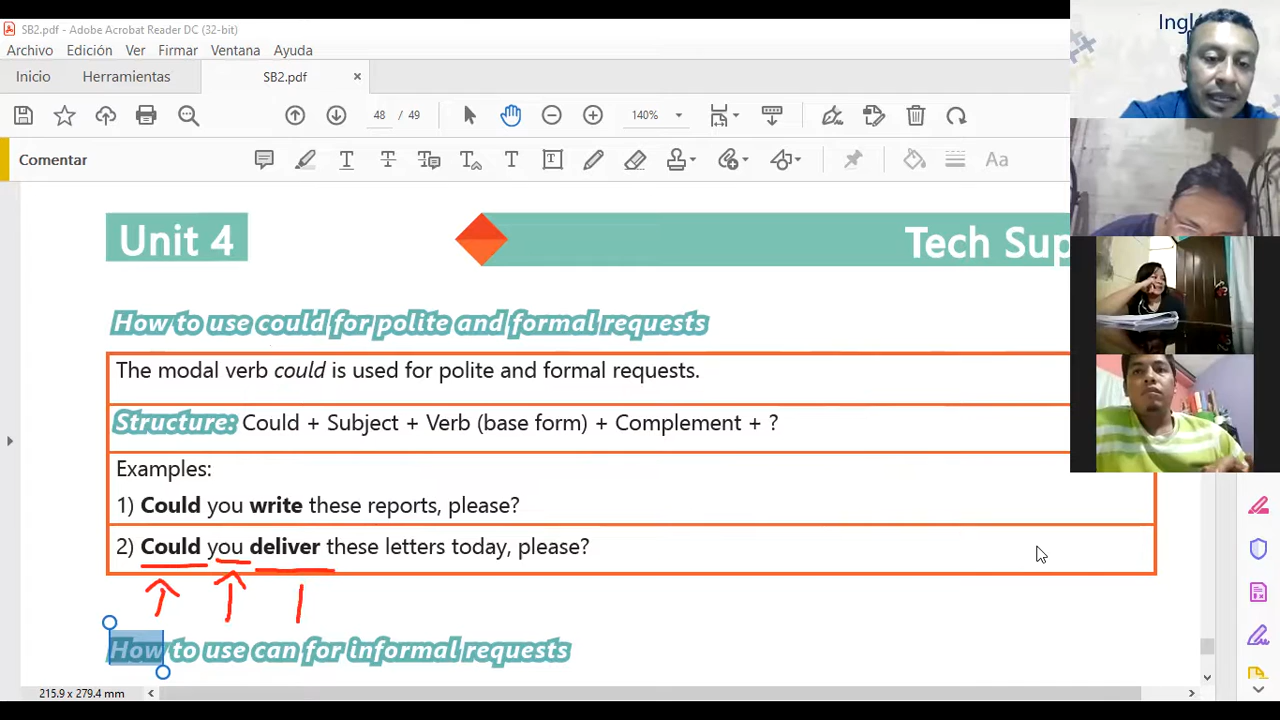 SB2.pdf - Adobe Acrobat Reader DC (32-bit)
Archivo Edición Ver Firmar Ventana Ayuda
Inicio Herramientas SB2.pdf ×
48 / 49 140%
Comentar
Aa
Unit 4 Tech Sup
How to use could for polite and formal requests
The modal verb could is used for polite and formal requests.
Structure: Could + Subject + Verb (base form) + Complement + ?
Examples:
1) Could you write these reports, please?
2) Could you deliver these letters today, please?
How to use can for informal requests
215.9 x 279.4 mm